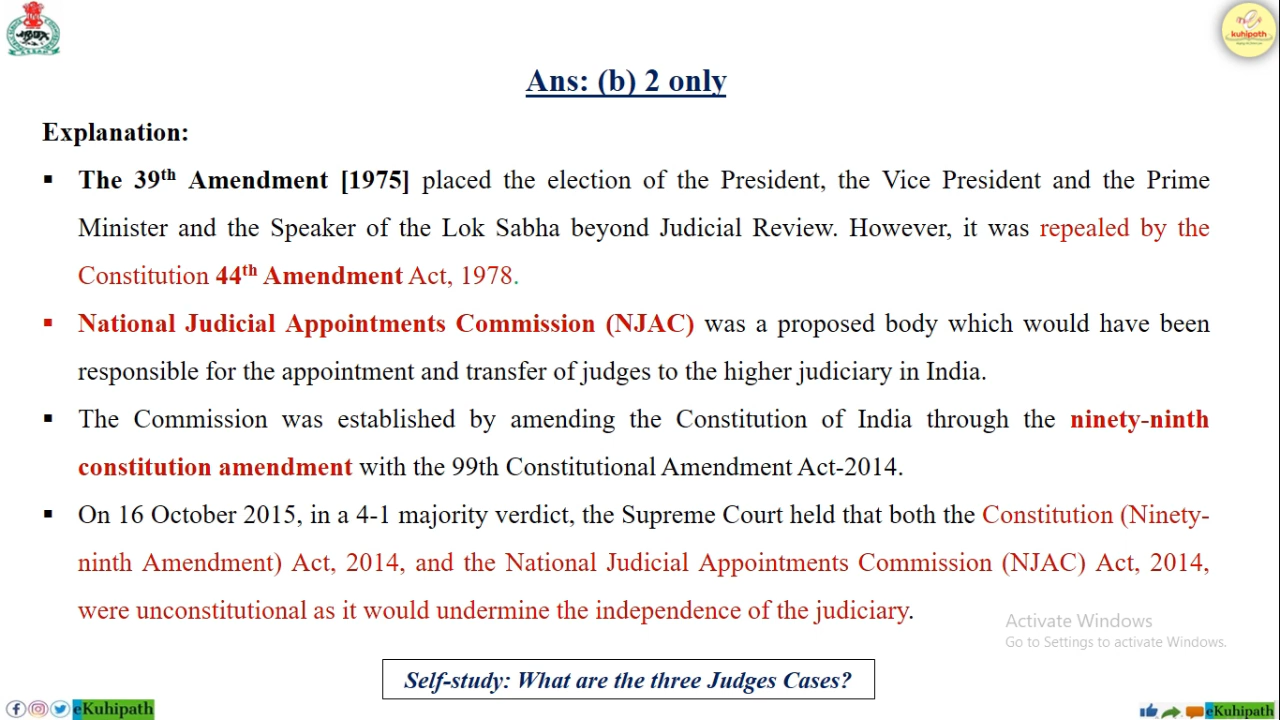 kuhipath
Ans: (b) 2 only
Explanation:
▪ The 39th Amendment [1975] placed the election of the President, the Vice President and the Prime
Minister and the Speaker of the Lok Sabha beyond Judicial Review. However, it was repealed by the
Constitution 44th Amendment Act, 1978.
▪ National Judicial Appointments Commission (NJAC) was a proposed body which would have been
responsible for the appointment and transfer of judges to the higher judiciary in India.
▪ The Commission was established by amending the Constitution of India through the ninety-ninth
constitution amendment with the 99th Constitutional Amendment Act-2014.
▪ On 16 October 2015, in a 4-1 majority verdict, the Supreme Court held that both the Constitution (Ninety-
ninth Amendment) Act, 2014, and the National Judicial Appointments Commission (NJAC) Act, 2014,
were unconstitutional as it would undermine the independence of the judiciary.
Activate Windows
Go to Settings to activate Windows.
Self-study: What are the three Judges Cases?
eKuhipath
eKuhipath